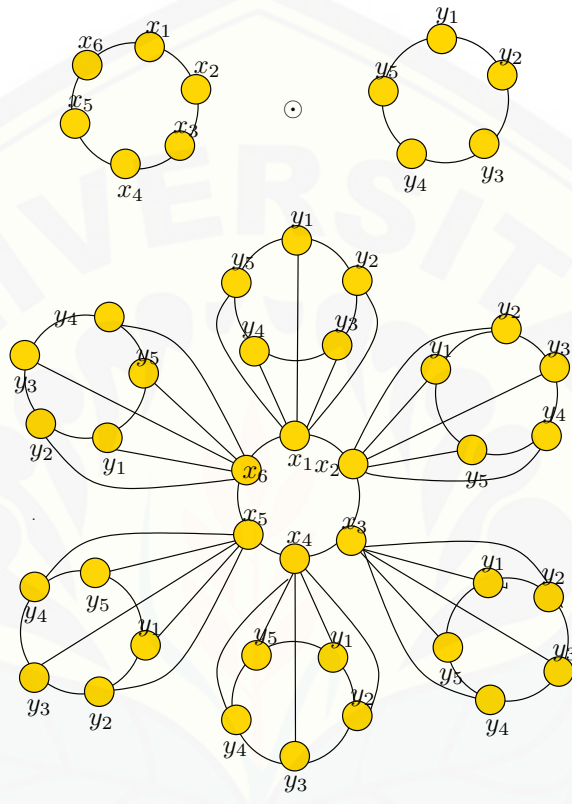 y₁
x₆ x₁
x₂ y₂
x₅ ⊙ y₅
x₃
x₄ y₄ y₃
VERSIT
y₁
y₅ y₂
y₄ y₃
y₄ y₅ y₃ y₂ y₁
y₂ y₃ y₁ y₄ y₅
x₁ x₂
x₆
x₅ x₄ x₃
y₄ y₅ y₁ y₃ y₂
y₅ y₁
y₄ y₂
y₃
y₁ y₂ y₅ y₃ y₄